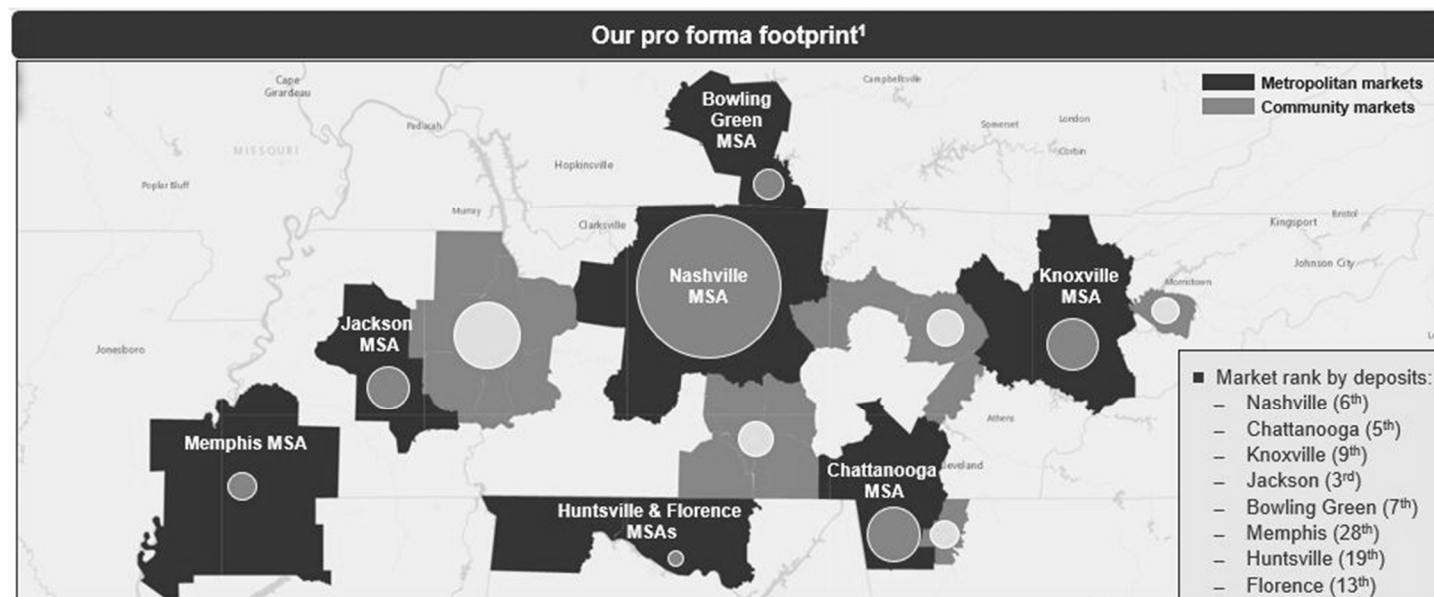 Our pro forma footprint¹
Metropolitan markets
Community markets
Cape
Girardeau
Campbellsville
Bowling
Green
MSA
Paducah
Somerset
London
Corbin
MISSOURI
Hopkinsville
Poplar Bluff
Murray
Clarksville
Kingsport
Bristol
Johnson City
Nashville
MSA
Knoxville
MSA
Morristown
Jackson
MSA
Jonesboro
Athens
Memphis MSA
Cleveland
Chattanooga
MSA
Huntsville & Florence
MSAs
■ Market rank by deposits:
– Nashville (6th)
– Chattanooga (5th)
– Knoxville (9th)
– Jackson (3rd)
– Bowling Green (7th)
– Memphis (28th)
– Huntsville (19th)
– Florence (13th)